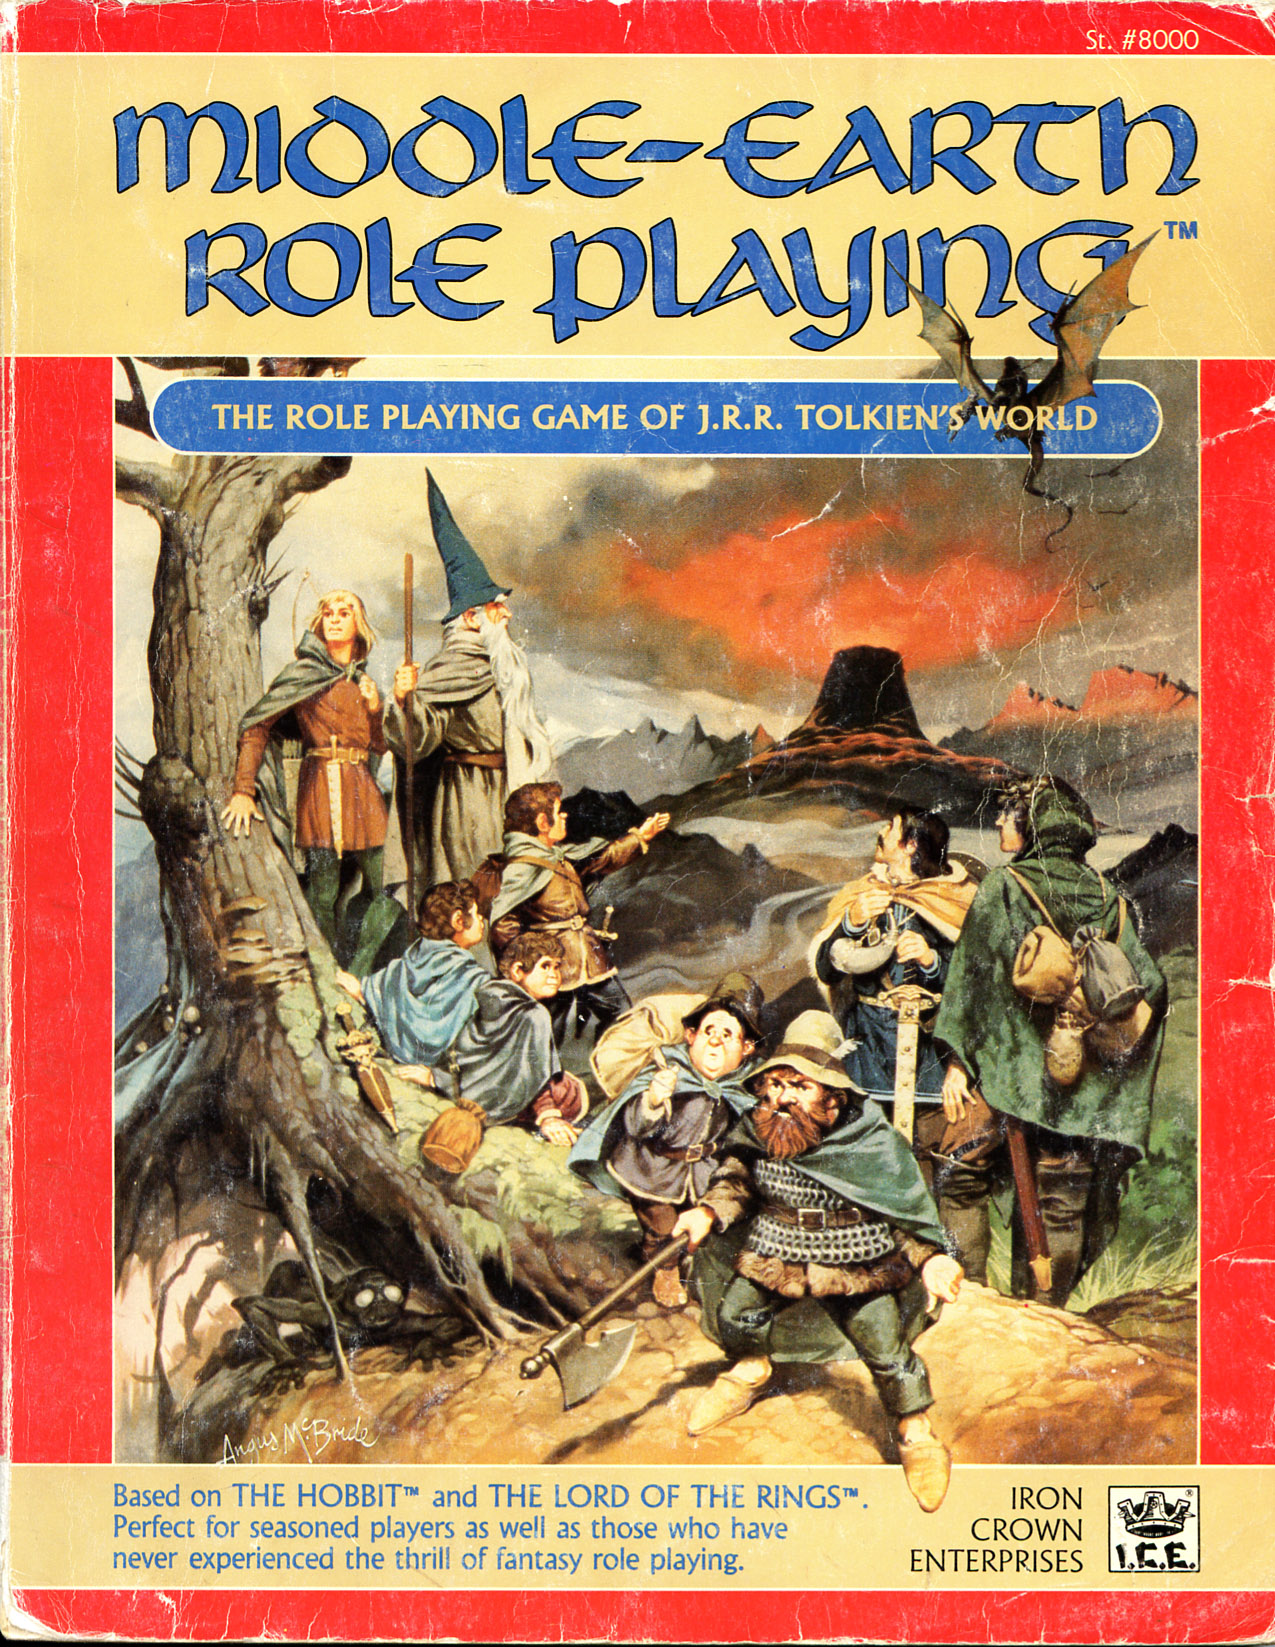 St. #8000
MIDDLE-EARTH
ROLE PLAYING™
THE ROLE PLAYING GAME OF J.R.R. TOLKIEN'S WORLD
Angus McBride
Based on THE HOBBIT™ and THE LORD OF THE RINGS™.
Perfect for seasoned players as well as those who have
never experienced the thrill of fantasy role playing.
IRON
CROWN
ENTERPRISES
®
I.C.E.